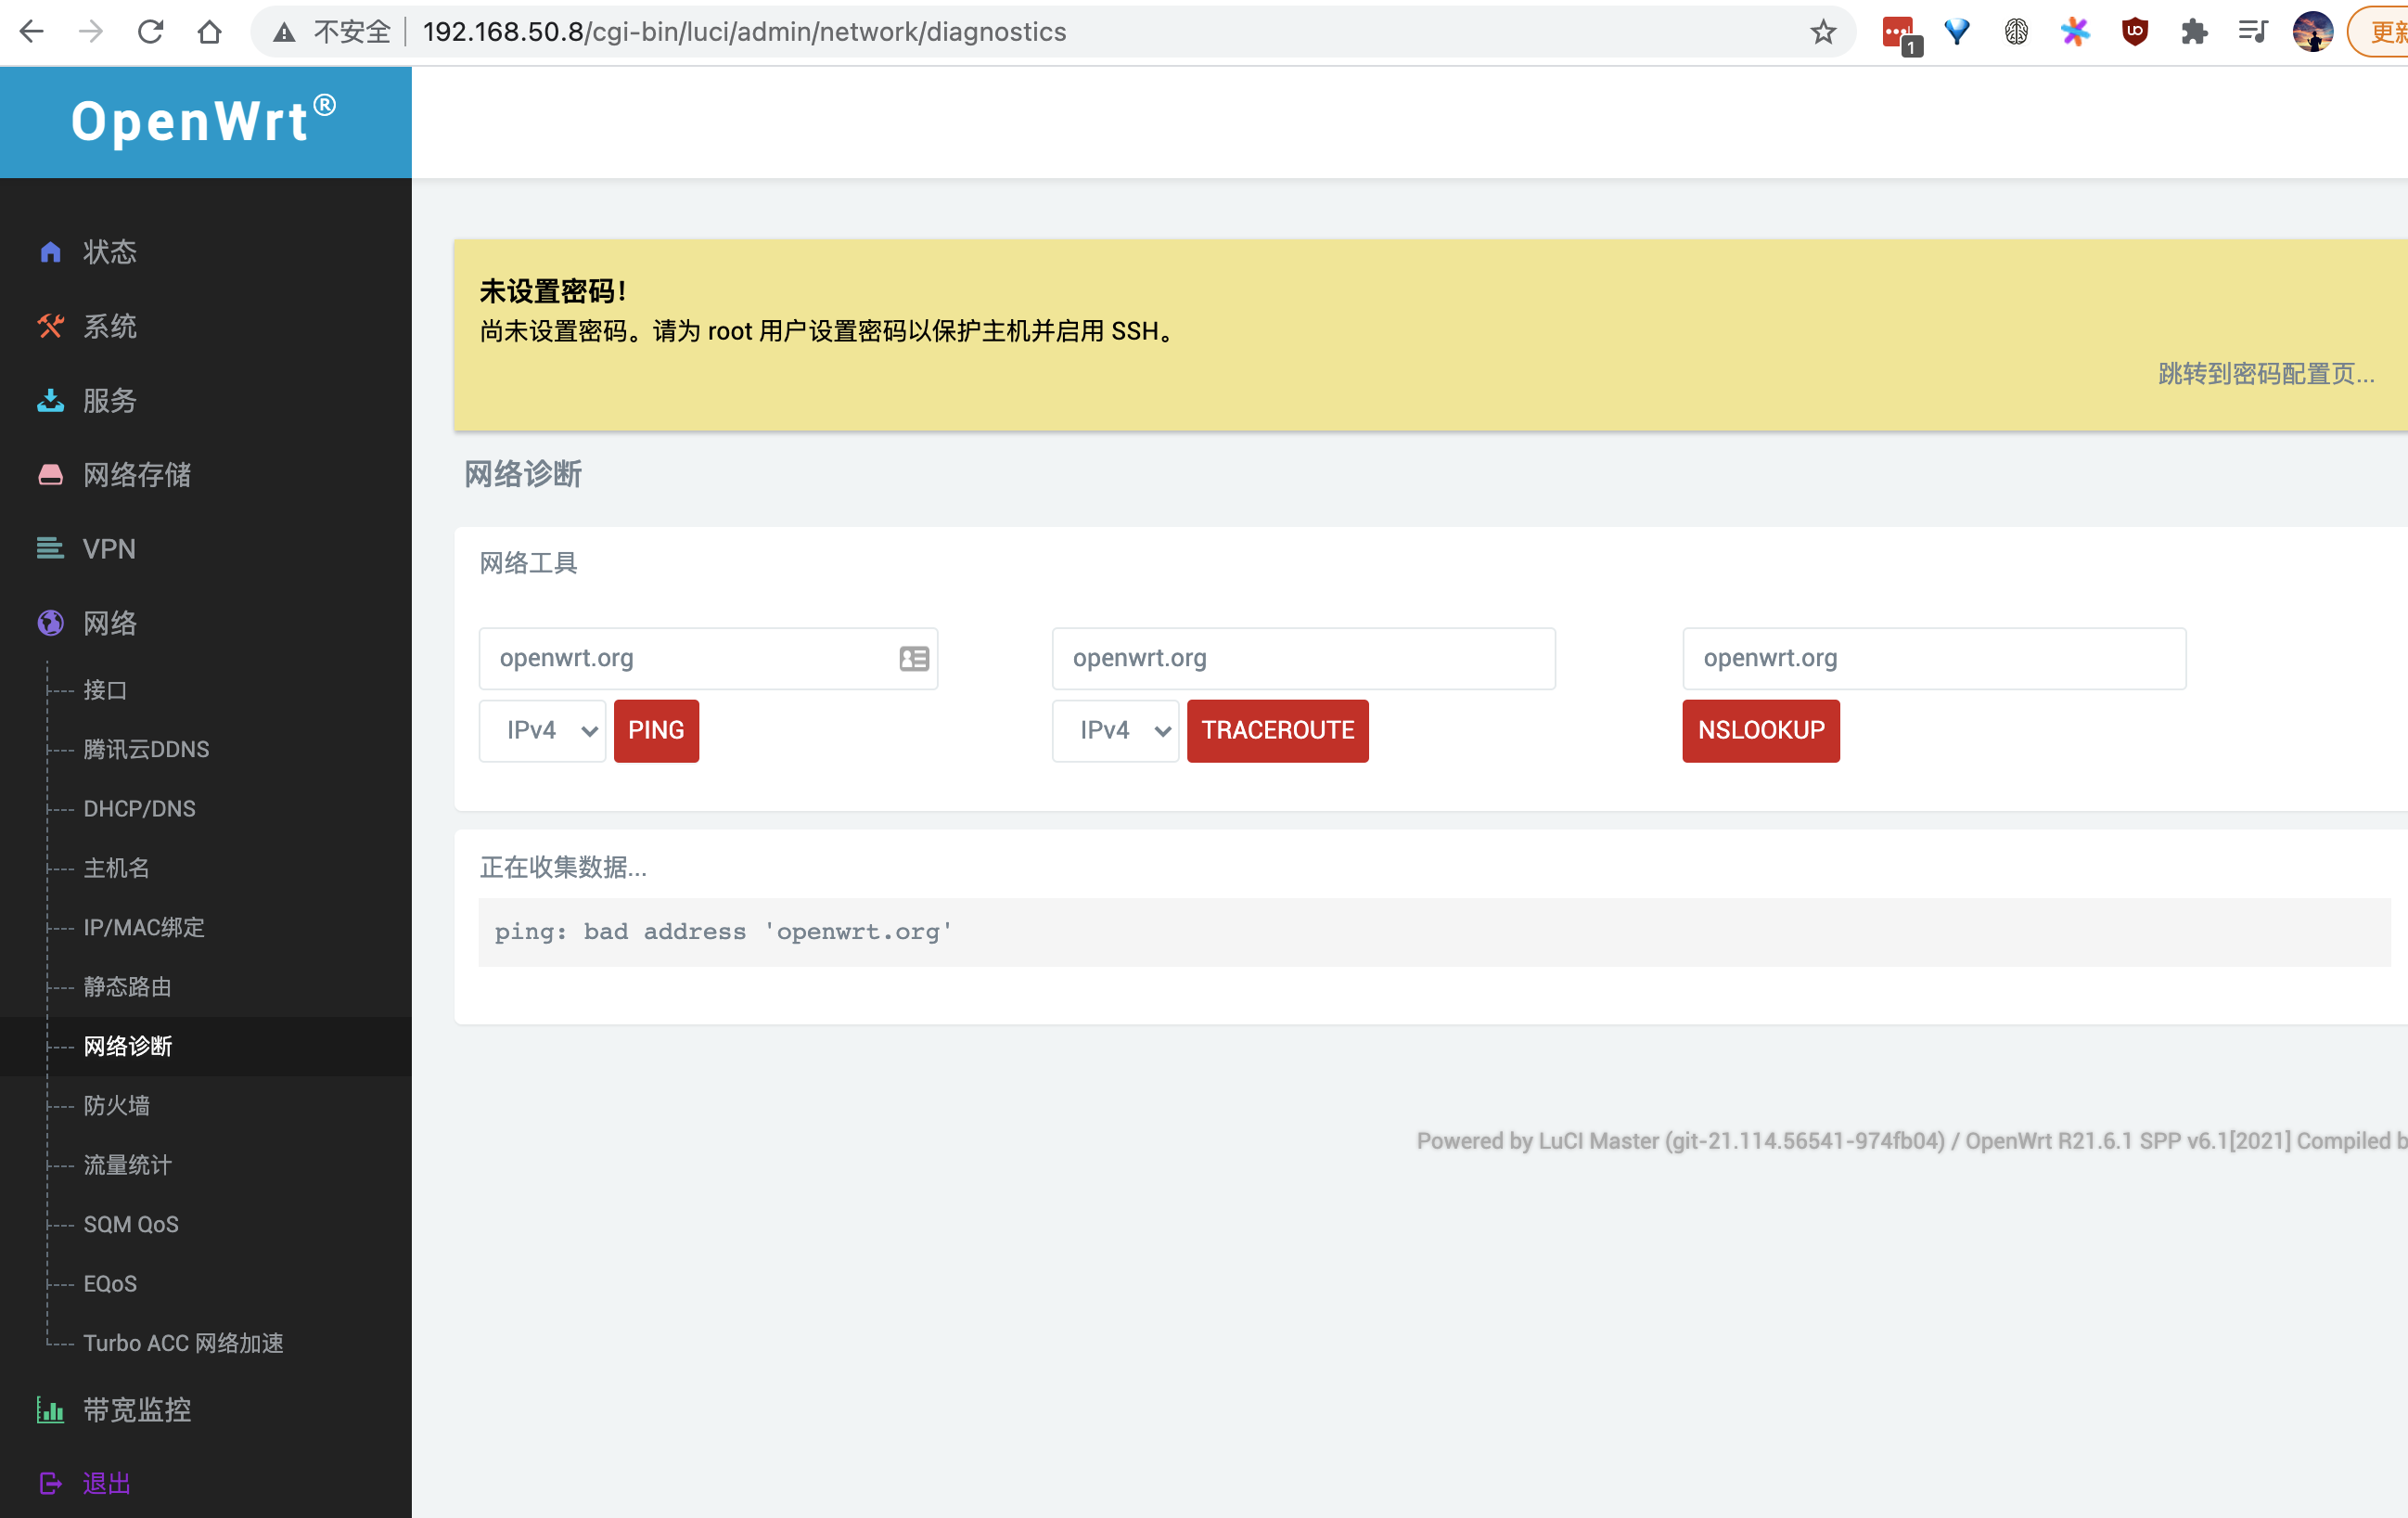 不安全
192.168.50.8/cgi-bin/luci/admin/network/diagnostics
1
OpenWrt®
状态
系统
服务
网络存储
VPN
网络
接口
腾讯云DDNS
DHCP/DNS
主机名
IP/MAC绑定
静态路由
网络诊断
防火墙
流量统计
SQM QoS
EQoS
Turbo ACC 网络加速
带宽监控
退出
未设置密码！
尚未设置密码。请为 root 用户设置密码以保护主机并启用 SSH。
跳转到密码配置页...
网络诊断
网络工具
openwrt.org
openwrt.org
openwrt.org
IPv4 PING
IPv4 TRACEROUTE
NSLOOKUP
正在收集数据...
ping: bad address 'openwrt.org'
Powered by LuCI Master (git-21.114.56541-974fb04) / OpenWrt R21.6.1 SPP v6.1[2021] Compiled